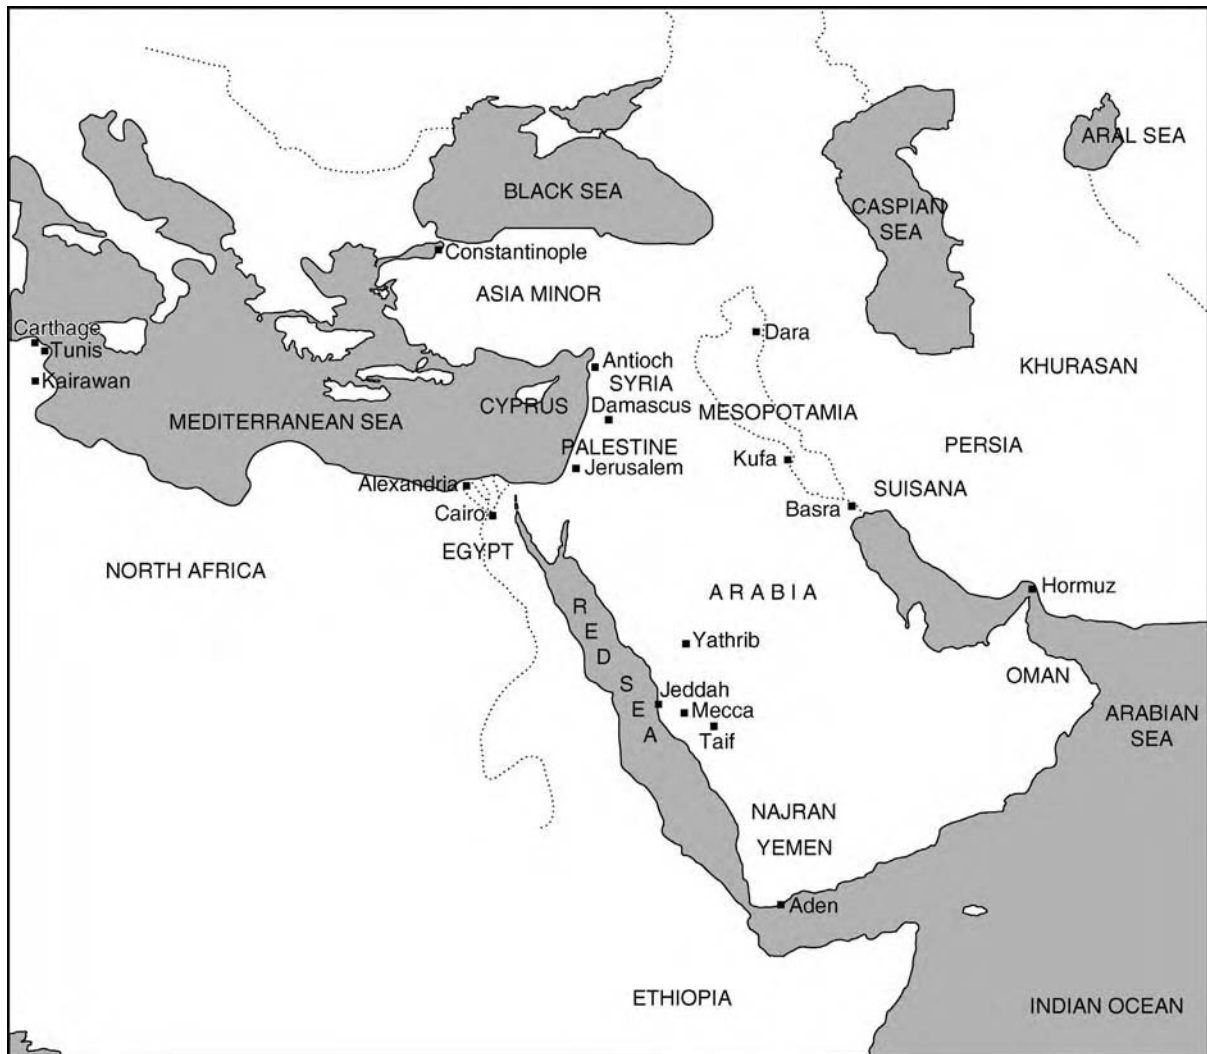 ARAL SEA
BLACK SEA
CASPIAN
SEA
Constantinople
ASIA MINOR
Carthage
Tunis
Dara
Antioch
KHURASAN
Kairawan
SYRIA
CYPRUS
Damascus
MESOPOTAMIA
MEDITERRANEAN SEA
PALESTINE
PERSIA
Jerusalem
Kufa
Alexandria
SUISANA
Cairo
Basra
EGYPT
NORTH AFRICA
ARABIA
Hormuz
RED SEA
Yathrib
OMAN
Jeddah
Mecca
ARABIAN
SEA
Taif
NAJRAN
YEMEN
Aden
ETHIOPIA
INDIAN OCEAN